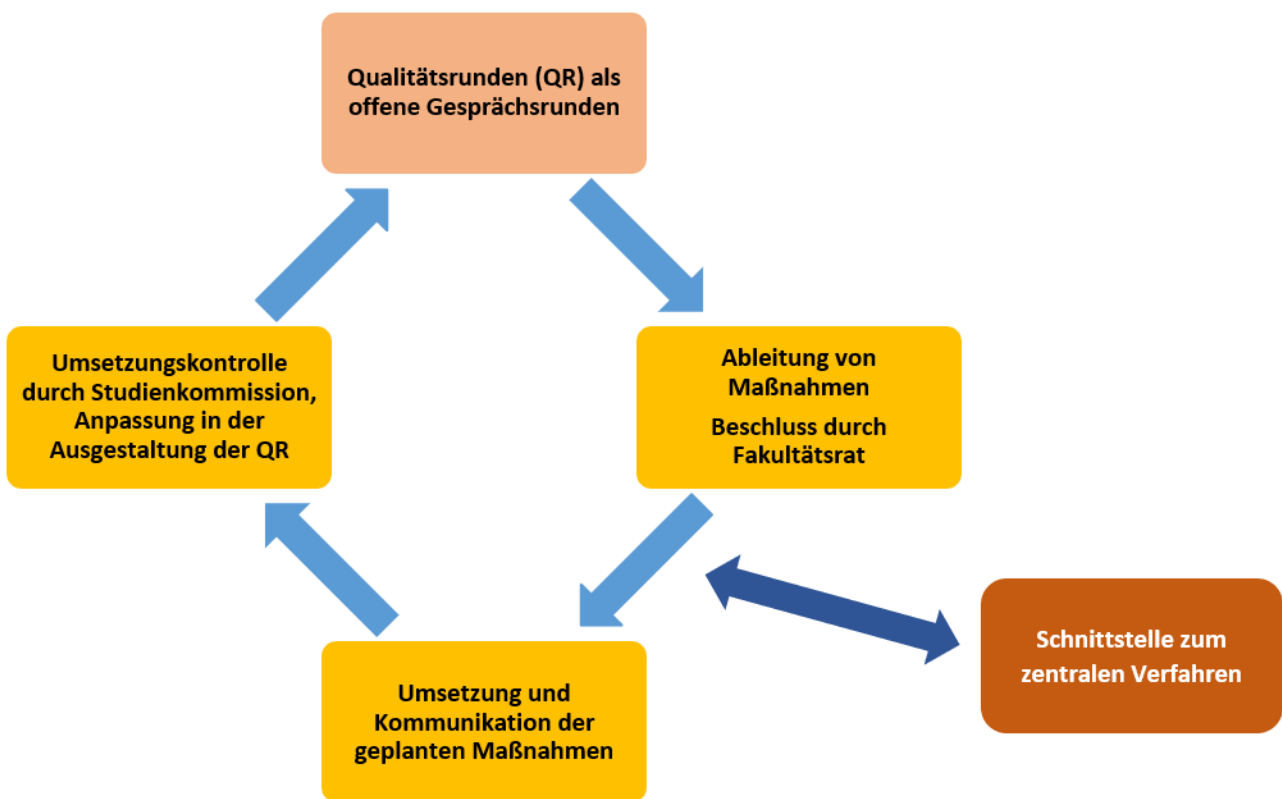 Qualitätsrunden (QR) als
offene Gesprächsrunden
Umsetzungskontrolle
durch Studienkommission,
Anpassung in der
Ausgestaltung der QR
Ableitung von
Maßnahmen
Beschluss durch
Fakultätsrat
Umsetzung und
Kommunikation der
geplanten Maßnahmen
Schnittstelle zum
zentralen Verfahren